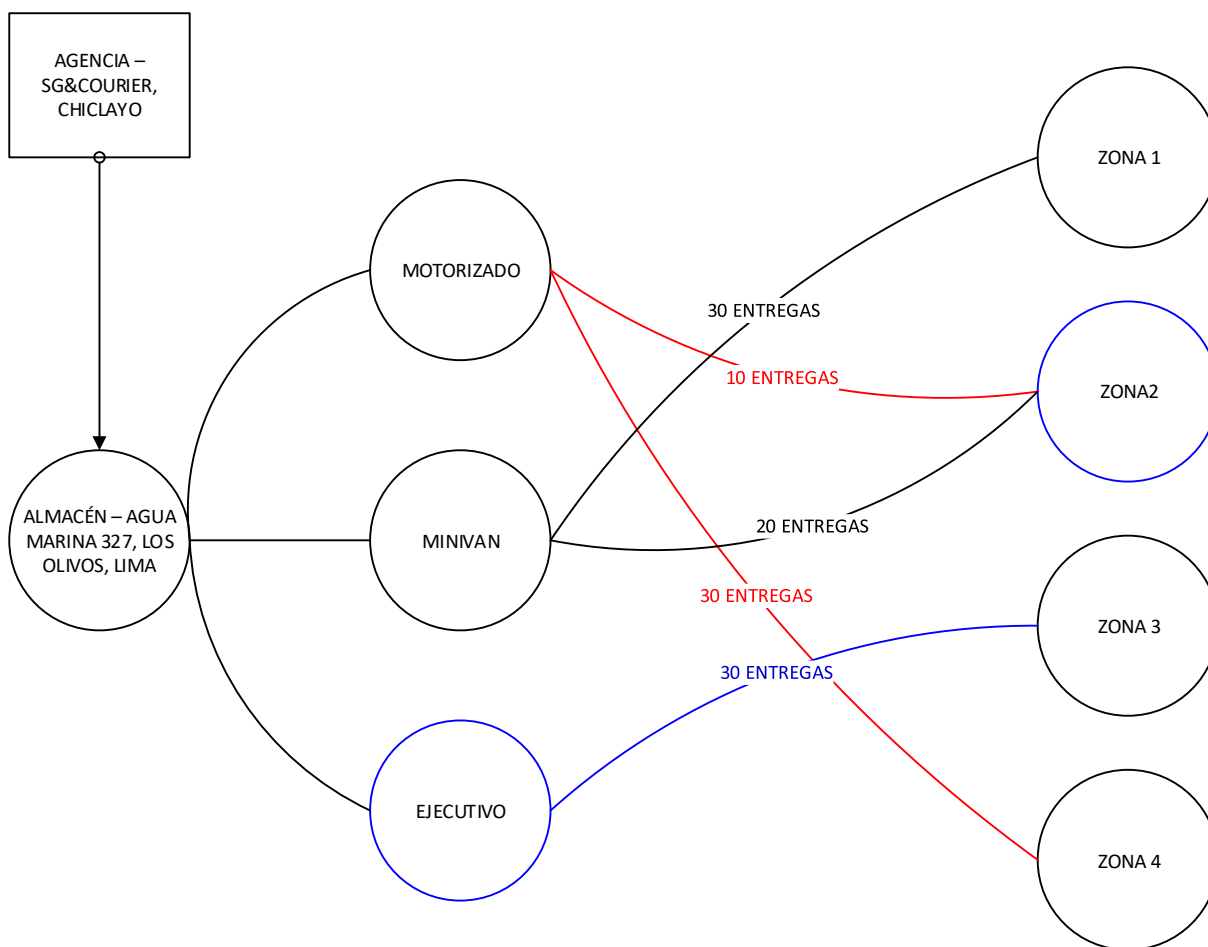 AGENCIA –
SG&COURIER,
CHICLAYO
ZONA 1
MOTORIZADO
30 ENTREGAS
10 ENTREGAS
ZONA2
ALMACÉN – AGUA
MARINA 327, LOS
OLIVOS, LIMA
MINIVAN
20 ENTREGAS
30 ENTREGAS
ZONA 3
30 ENTREGAS
EJECUTIVO
ZONA 4